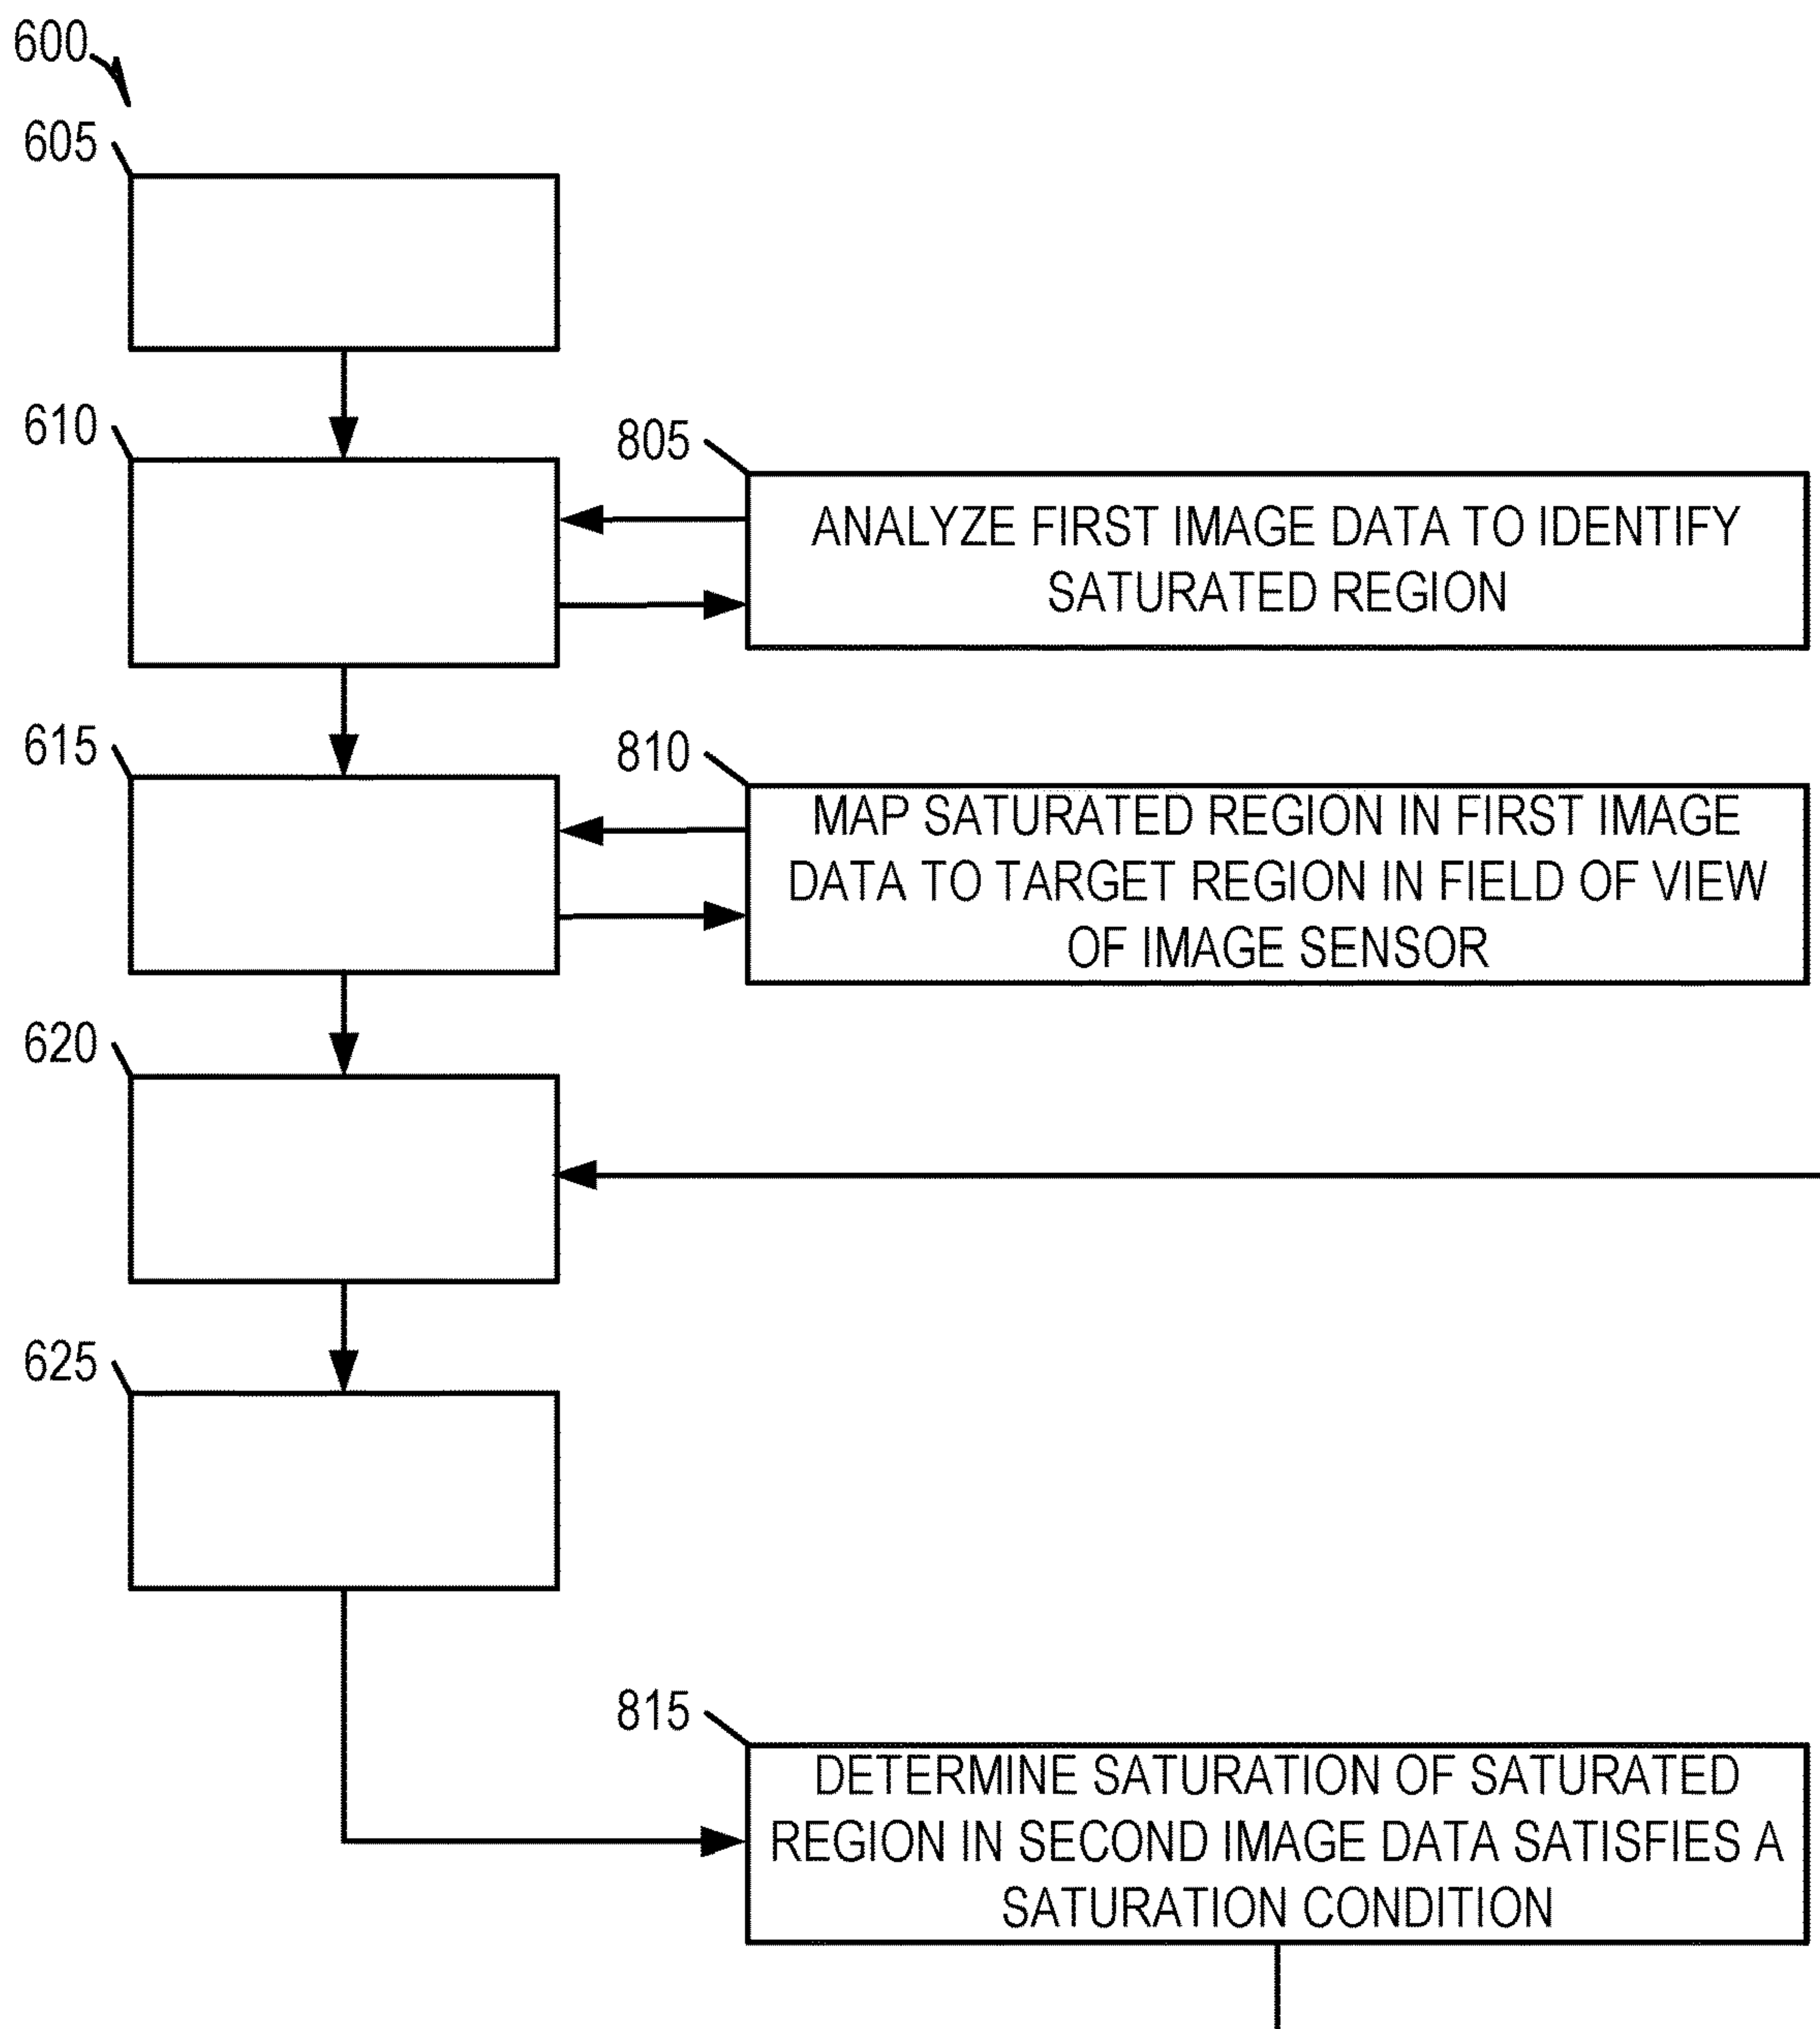 600
605
610
805
ANALYZE FIRST IMAGE DATA TO IDENTIFY
SATURATED REGION
615
810
MAP SATURATED REGION IN FIRST IMAGE
DATA TO TARGET REGION IN FIELD OF VIEW
OF IMAGE SENSOR
620
625
815
DETERMINE SATURATION OF SATURATED
REGION IN SECOND IMAGE DATA SATISFIES A
SATURATION CONDITION